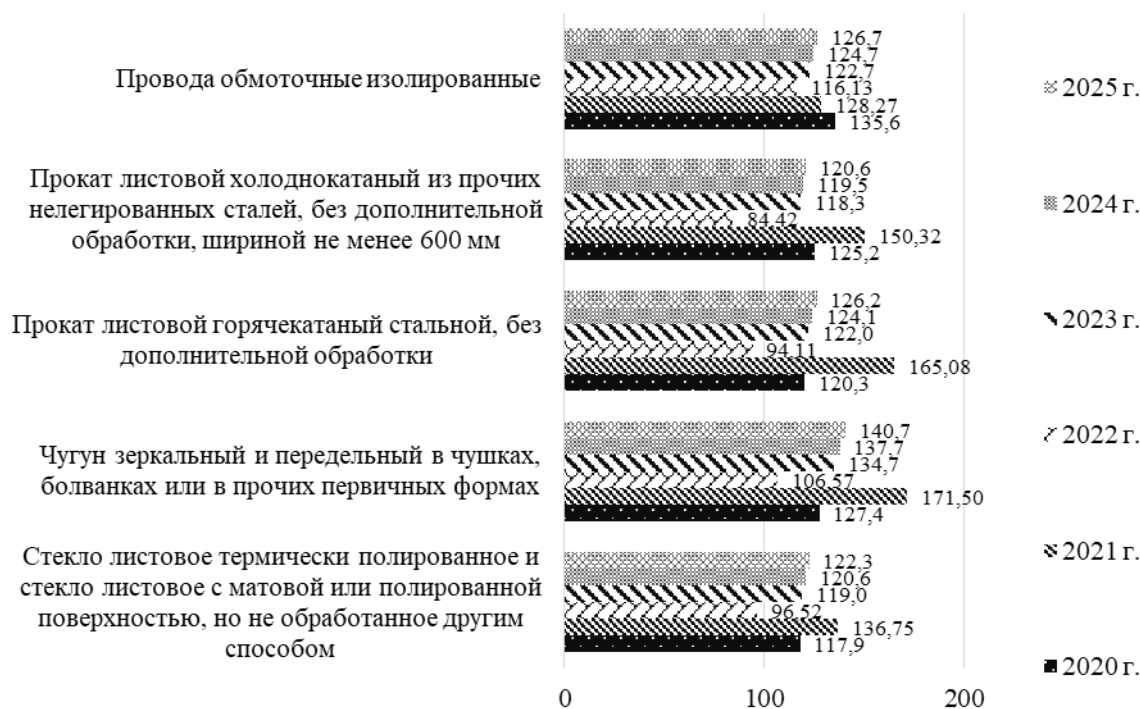 Провода обмоточные изолированные
126,7
124,7
122,7
116,13
128,27
135,6
Прокат листовой холоднокатаный из прочих
нелегированных сталей, без дополнительной
обработки, шириной не менее 600 мм
120,6
119,5
118,3
84,42
150,32
125,2
Прокат листовой горячекатаный стальной, без
дополнительной обработки
126,2
124,1
122,0
94,11
165,08
120,3
Чугун зеркальный и передельный в чушках,
болванках или в прочих первичных формах
140,7
137,7
134,7
106,57
171,50
127,4
Стекло листовое термически полированное и
стекло листовое с матовой или полированной
поверхностью, но не обработанное другим
способом
122,3
120,6
119,0
96,52
136,75
117,9
0 100 200
2025 г.
2024 г.
2023 г.
2022 г.
2021 г.
2020 г.